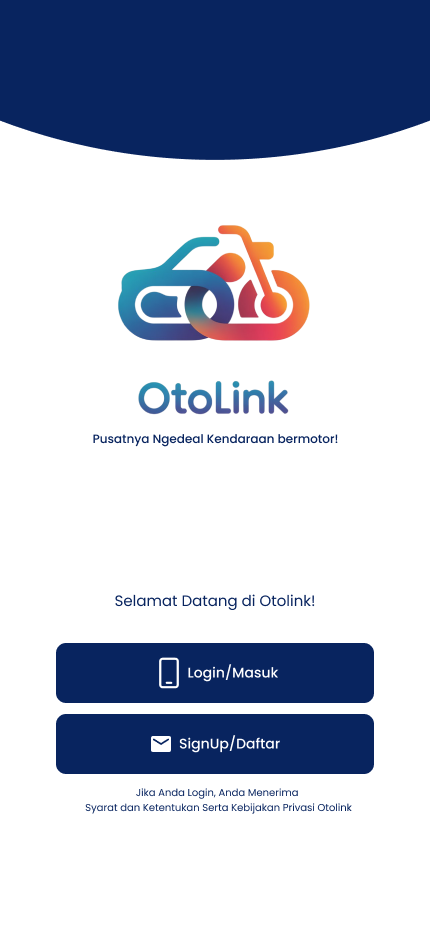 OtoLink
Pusatnya Ngedeal Kendaraan bermotor!
Selamat Datang di Otolink!
Login/Masuk
SignUp/Daftar
Jika Anda Login, Anda Menerima
Syarat dan Ketentukan Serta Kebijakan Privasi Otolink